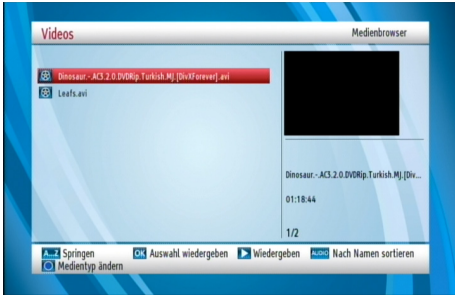 Videos
Medienbrowser
Dinosaur.-.AC3.2.0.DVDRip.Turkish.MJ.[DivXForever].avi
Leafs.avi
Dinosaur.-.AC3.2.0.DVDRip.Turkish.MJ.[Div...
01:18:44
1/2
A...Z Springen OK Auswahl wiedergeben Wiedergeben AUDIO Nach Namen sortieren
Medientyp ändern